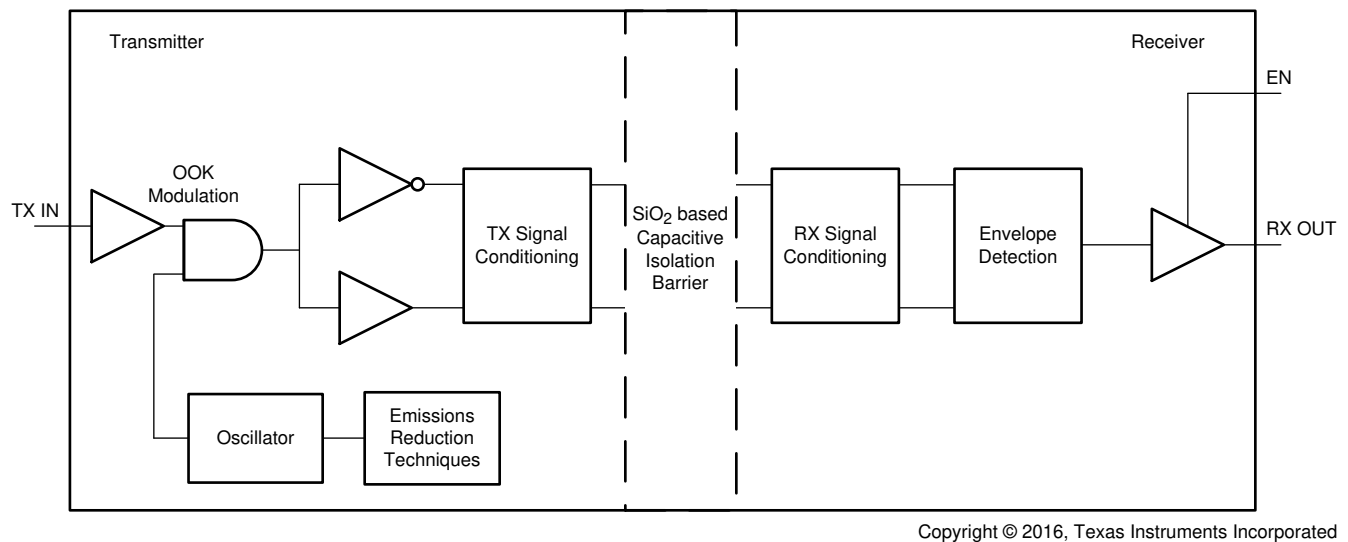 Transmitter
Receiver
EN
OOK
Modulation
TX IN
TX Signal
Conditioning
SiO₂ based
Capacitive
Isolation
Barrier
RX Signal
Conditioning
Envelope
Detection
RX OUT
Oscillator
Emissions
Reduction
Techniques
Copyright © 2016, Texas Instruments Incorporated